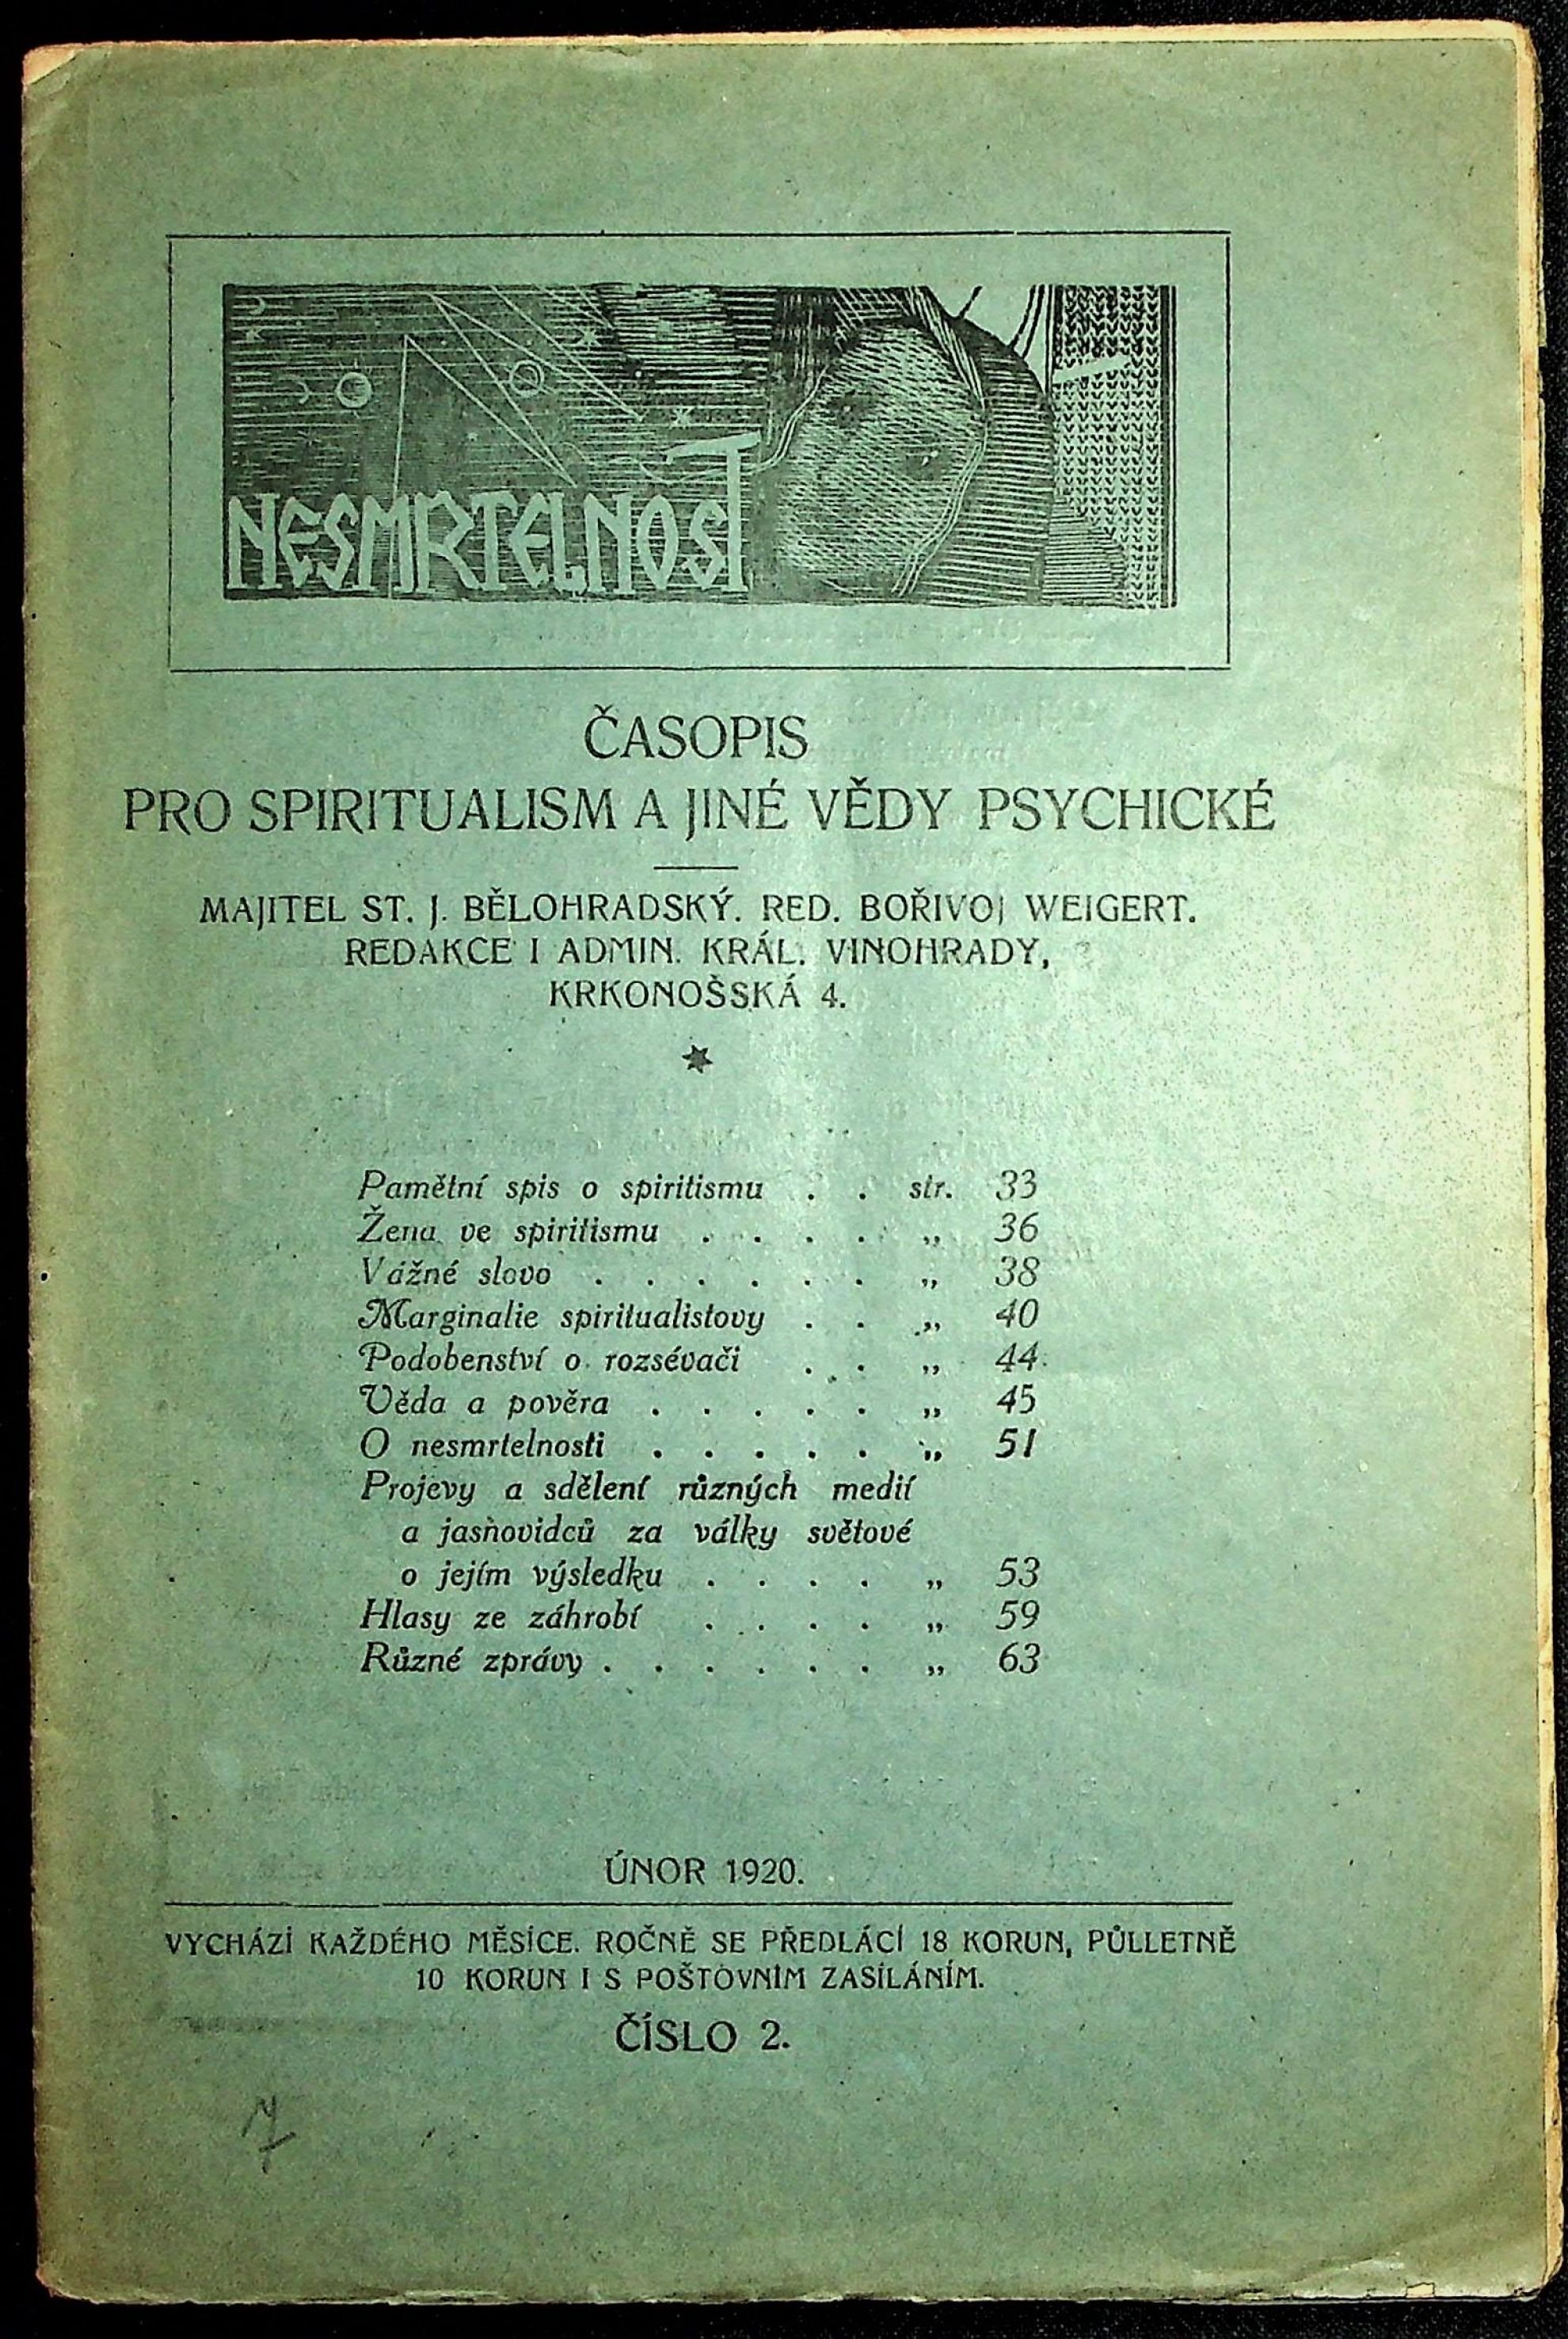 NESMRTELNOST
ČASOPIS
PRO SPIRITUALISM A JINÉ VĚDY PSYCHICKÉ
MAJITEL ST. J. BĚLOHRADSKÝ. RED. BOŘIVOJ WEIGERT.
REDAKCE I ADMIN. KRÁL. VINOHRADY,
KRKONOŠSKÁ 4.
Pamětní spis o spiritismu . . str. 33
Žena ve spiritismu . . . . „ 36
Vážné slovo . . . . . . „ 38
Marginalie spiritualistovy . . „ 40
Podobenství o rozsévači . . „ 44
Věda a pověra . . . . . „ 45
O nesmrtelnosti . . . . . „ 51
Projevy a sdělení různých medií
a jasnovidců za války světové
o jejím výsledku . . . . „ 53
Hlasy ze záhrobí . . . . „ 59
Různé zprávy . . . . . . „ 63
ÚNOR 1920.
VYCHÁZÍ KAŽDÉHO MĚSÍCE. ROČNĚ SE PŘEDLÁCÍ 18 KORUN, PŮLLETNĚ
10 KORUN I S POŠTOVNÍM ZASÍLÁNÍM.
ČÍSLO 2.
7